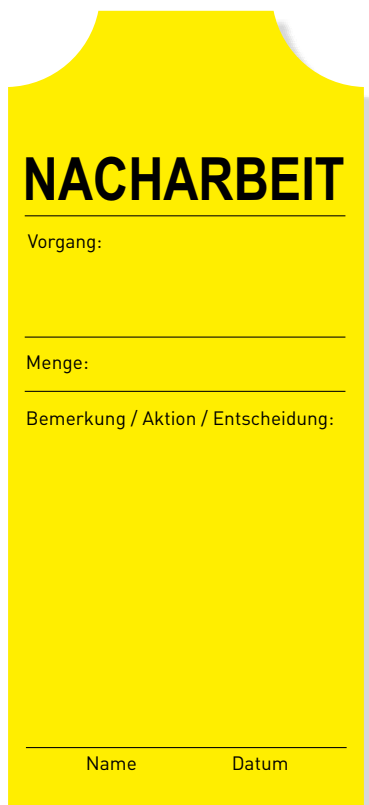 NACHARBEIT
Vorgang:
Menge:
Bemerkung / Aktion / Entscheidung:
Name Datum